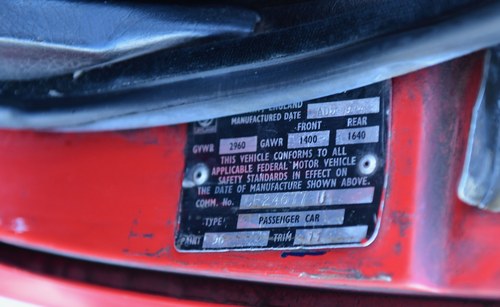 ENGLAND
MANUFACTURED DATE
FRONT REAR
GVWR 2960 GAWR 1400 1640
THIS VEHICLE CONFORMS TO ALL
APPLICABLE FEDERAL MOTOR VEHICLE
SAFETY STANDARDS IN EFFECT ON
THE DATE OF MANUFACTURE SHOWN ABOVE.
COMM. No.
TYPE: PASSENGER CAR
PAINT TRIM